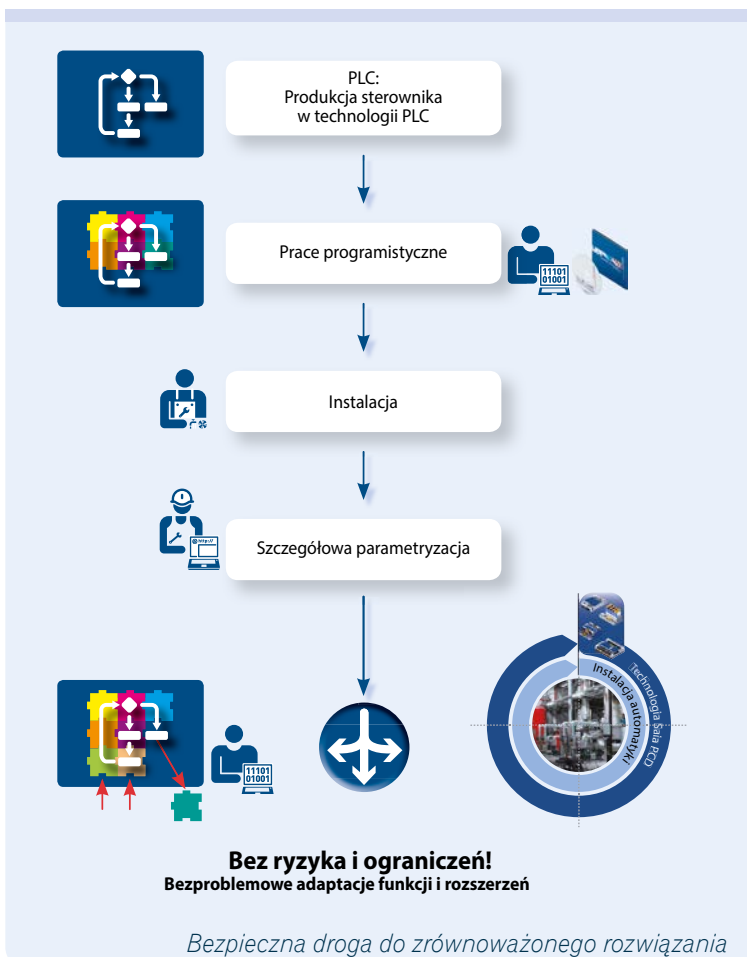 PLC:
Produkcja sterownika
w technologii PLC
Prace programistyczne
11101
01001
Instalacja
http://
Szczegółowa parametryzacja
Technologia Saia PCD
Instalacja automatyki
11101
01001
Bez ryzyka i ograniczeń!
Bezproblemowe adaptacje funkcji i rozszerzeń
Bezpieczna droga do zrównoważonego rozwiązania